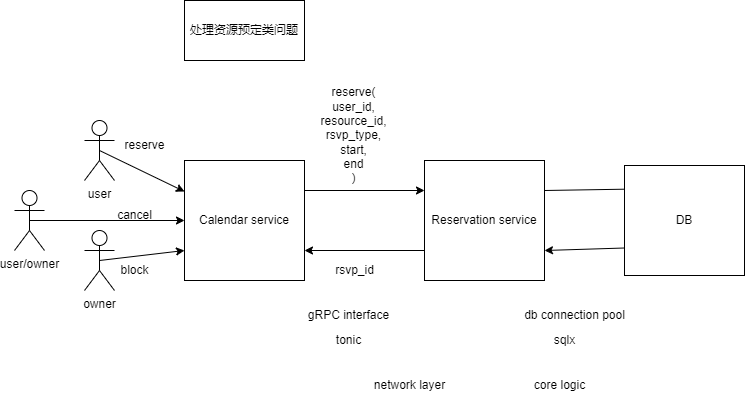 处理资源预定类问题
reserve(
user_id,
resource_id,
rsvp_type,
start,
end
)
reserve
user
cancel
Calendar service
Reservation service
DB
user/owner
block
rsvp_id
owner
gRPC interface
db connection pool
tonic
sqlx
network layer
core logic